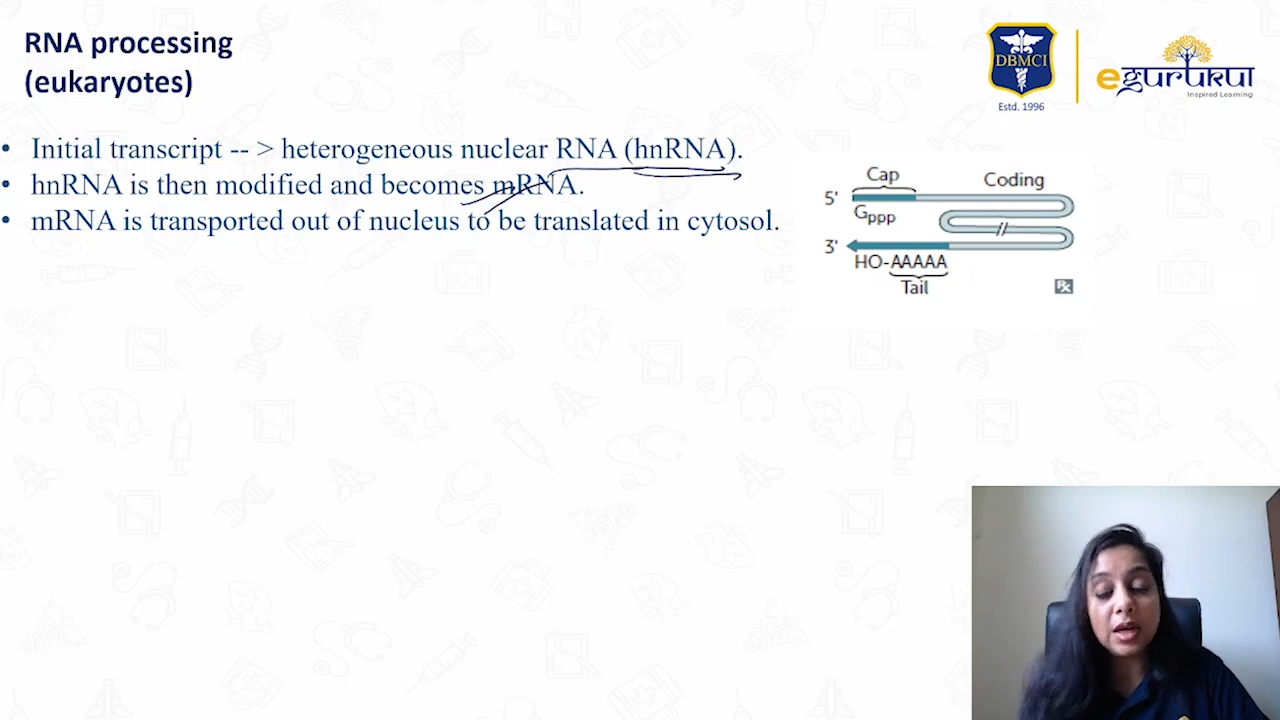 RNA processing
(eukaryotes)
DBMCI
Estd. 1996
eGurukul
Inspired Learning
• Initial transcript -- > heterogeneous nuclear RNA (hnRNA).
• hnRNA is then modified and becomes mRNA.
• mRNA is transported out of nucleus to be translated in cytosol.
Cap
Coding
5'
Gppp
3'
HO-AAAAA
Tail
Rx